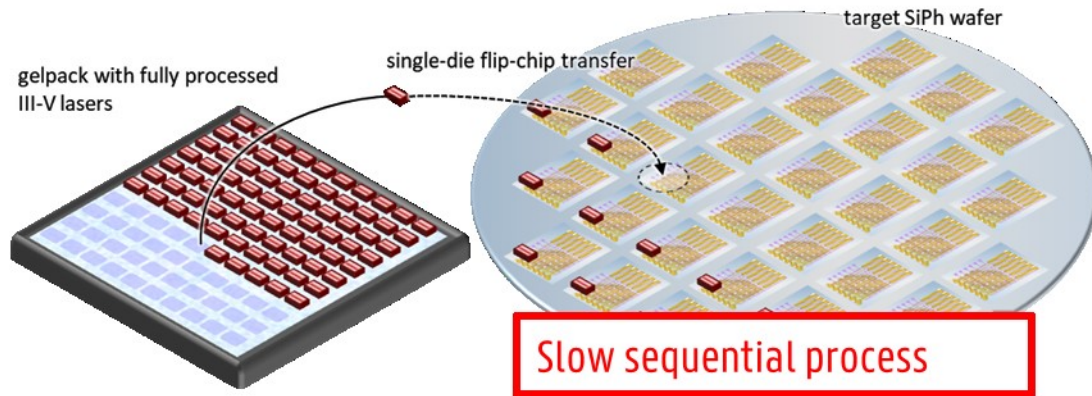 target SiPh wafer
single-die flip-chip transfer
gelpack with fully processed
III-V lasers
Slow sequential process